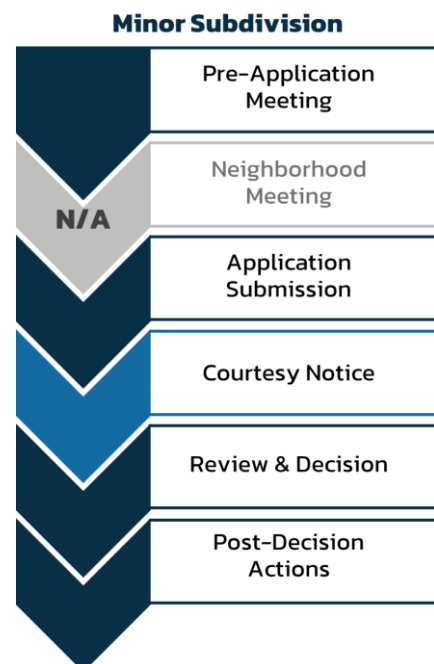 Minor Subdivision
Pre-Application
Meeting
Neighborhood
Meeting
N/A
Application
Submission
Courtesy Notice
Review & Decision
Post-Decision
Actions